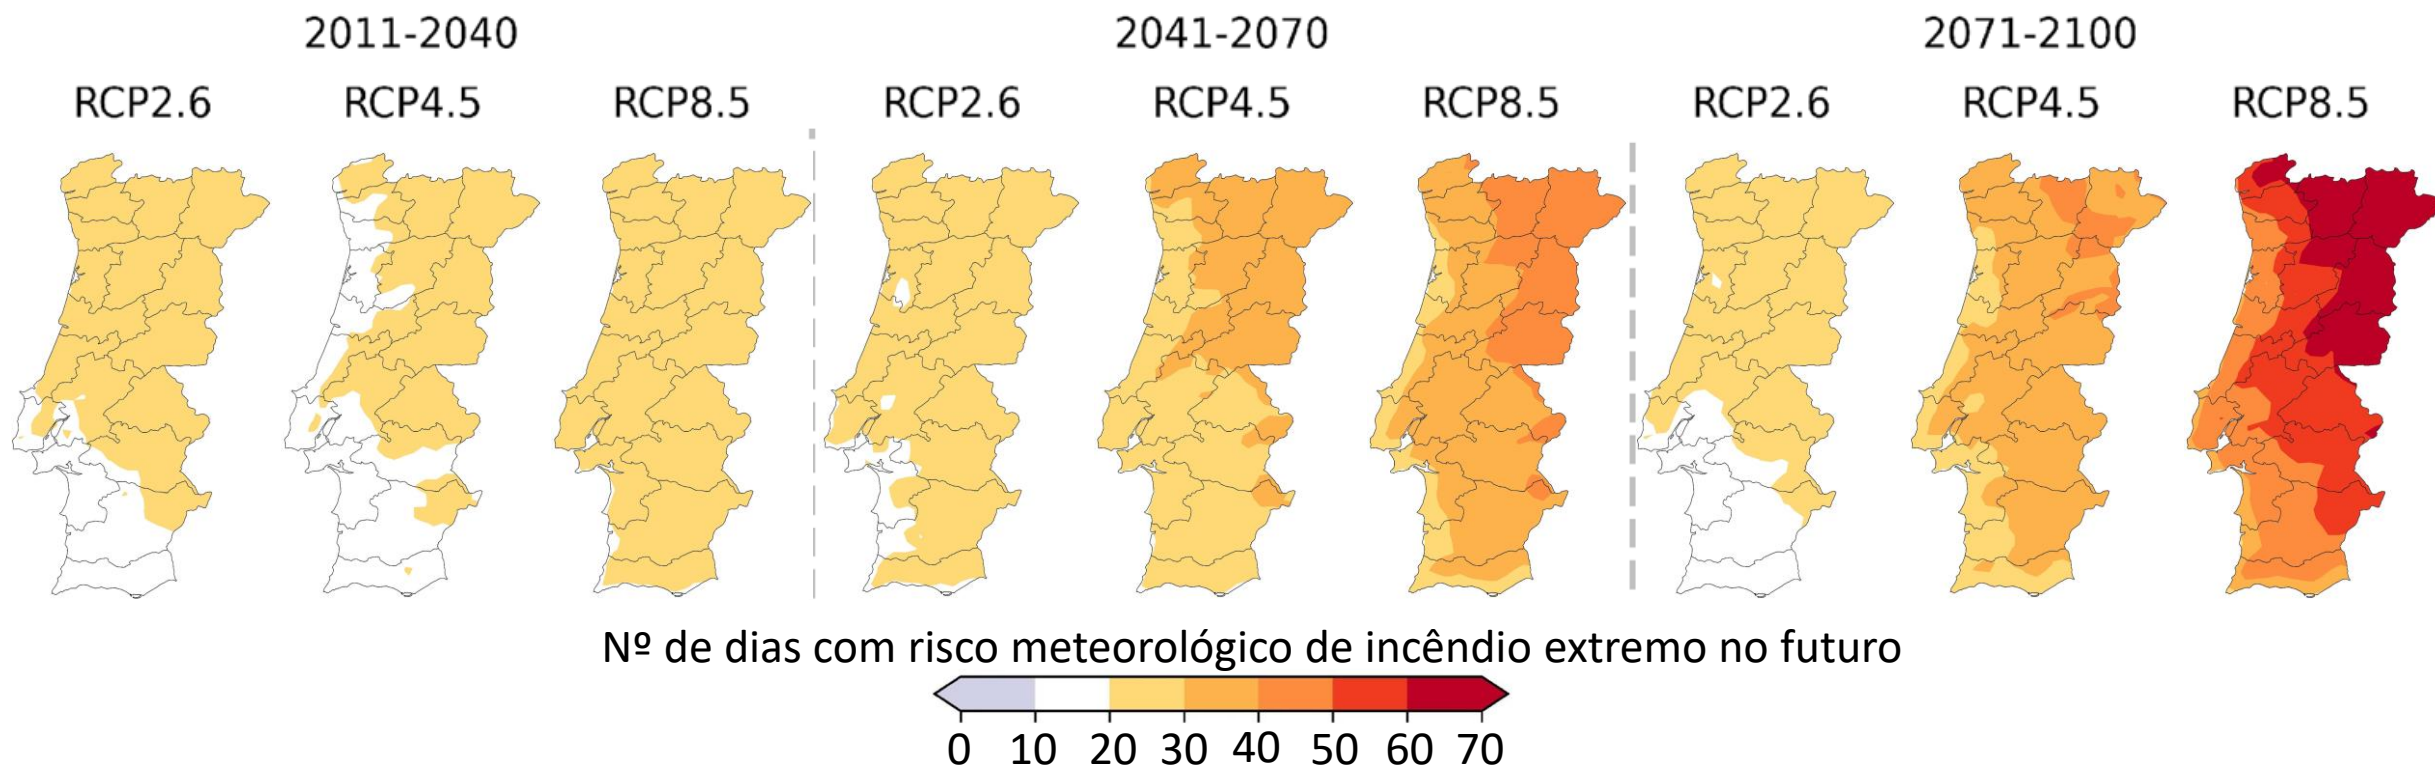 2011-2040 2041-2070 2071-2100
RCP2.6 RCP4.5 RCP8.5 RCP2.6 RCP4.5 RCP8.5 RCP2.6 RCP4.5 RCP8.5
Nº de dias com risco meteorológico de incêndio extremo no futuro
0 10 20 30 40 50 60 70